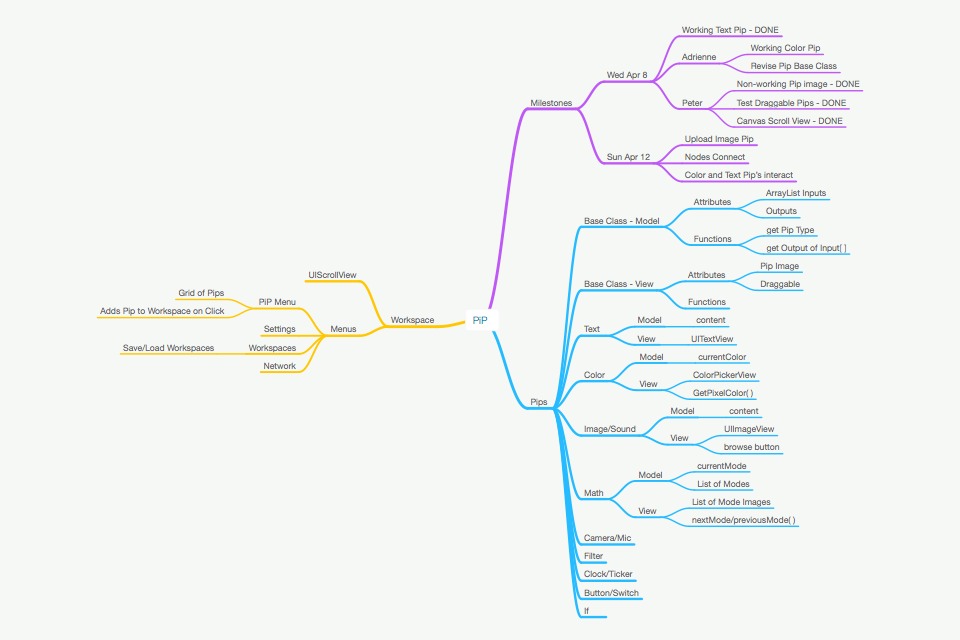 PiP
Milestones
Wed Apr 8
Working Text Pip - DONE
Adrienne
Working Color Pip
Revise Pip Base Class
Peter
Non-working Pip image - DONE
Test Draggable Pips - DONE
Canvas Scroll View - DONE
Sun Apr 12
Upload Image Pip
Nodes Connect
Color and Text Pip's interact
Pips
Base Class - Model
Attributes
ArrayList Inputs
Outputs
Functions
get Pip Type
get Output of Input[ ]
Base Class - View
Attributes
Pip Image
Draggable
Functions
Text
Model
content
View
UITextView
Color
Model
currentColor
View
ColorPickerView
GetPixelColor( )
Image/Sound
Model
content
View
UIImageView
browse button
Math
Model
currentMode
List of Modes
View
List of Mode Images
nextMode/previousMode( )
Camera/Mic
Filter
Clock/Ticker
Button/Switch
If
Workspace
UIScrollView
Menus
PiP Menu
Grid of Pips
Adds Pip to Workspace on Click
Settings
Workspaces
Save/Load Workspaces
Network